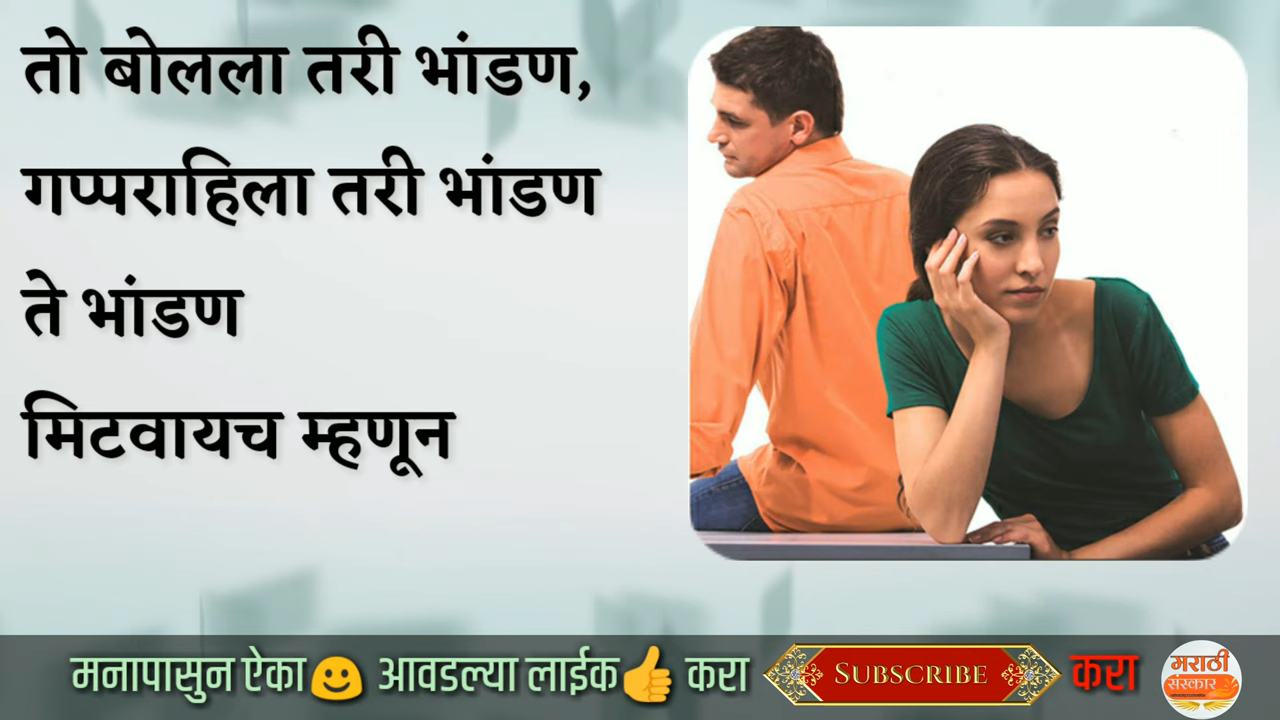 तो बोलला तरी भांडण,
गप्पराहिला तरी भांडण
ते भांडण
मिटवायच म्हणून
मनापासुन ऐका😊 आवडल्या लाईक👍 करा SUBSCRIBE करा
मराठी
संस्कार